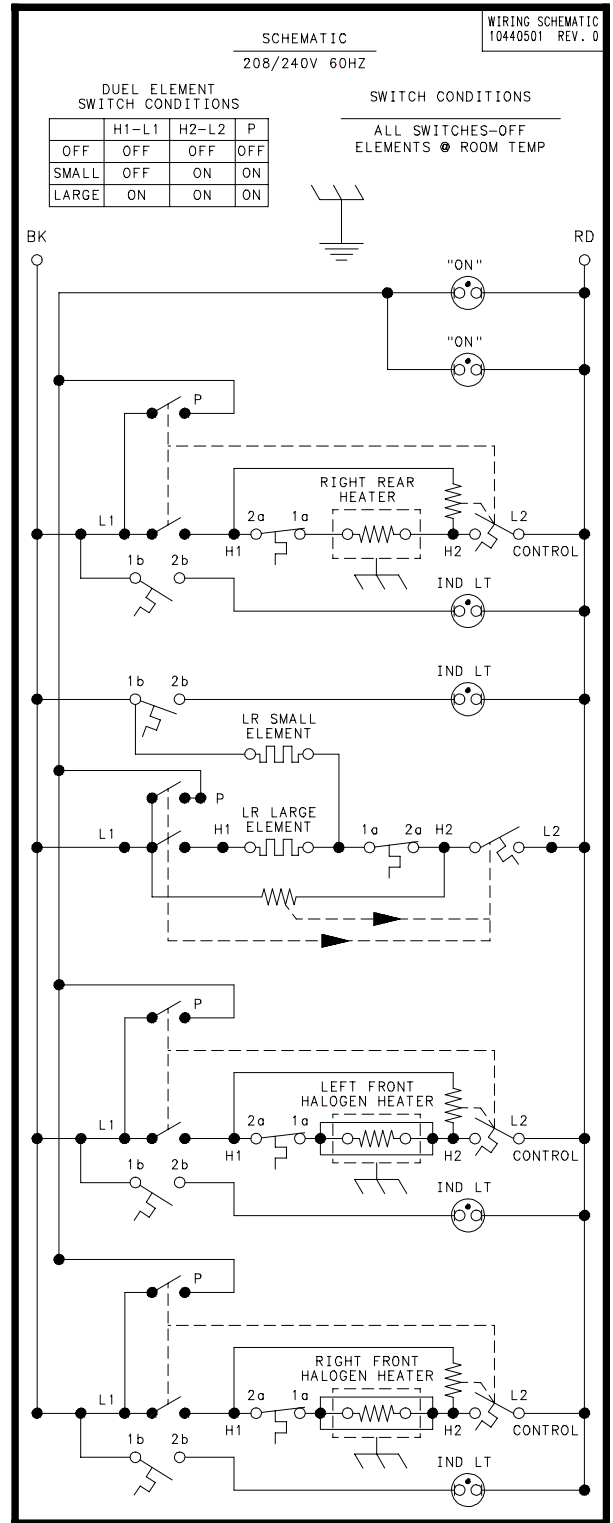 WIRING SCHEMATIC
10440501 REV. 0
SCHEMATIC
208/240V 60HZ
DUEL ELEMENT
SWITCH CONDITIONS
H1-L1 H2-L2 P
OFF OFF OFF OFF
SMALL OFF ON ON
LARGE ON ON ON
SWITCH CONDITIONS
ALL SWITCHES-OFF
ELEMENTS @ ROOM TEMP
BK
RD
"ON"
"ON"
P
RIGHT REAR
HEATER
L1
2a 1a
L2
H1
H2
CONTROL
1b 2b
IND LT
1b 2b
IND LT
LR SMALL
ELEMENT
P
LR LARGE
ELEMENT
L1
H1
1a 2a
H2
L2
P
LEFT FRONT
HALOGEN HEATER
L1
2a 1a
L2
H1
H2
CONTROL
1b 2b
IND LT
P
RIGHT FRONT
HALOGEN HEATER
L1
2a 1a
L2
H1
H2
CONTROL
1b 2b
IND LT